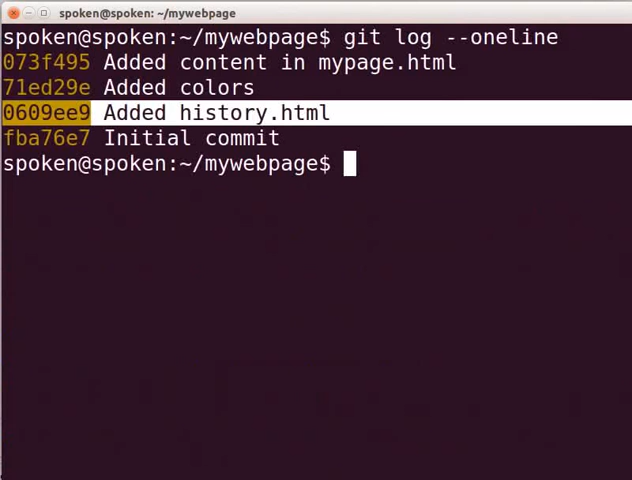 spoken@spoken: ~/mywebpage
spoken@spoken:~/mywebpage$ git log --oneline
073f495 Added content in mypage.html
71ed29e Added colors
0609ee9 Added history.html
fba76e7 Initial commit
spoken@spoken:~/mywebpage$